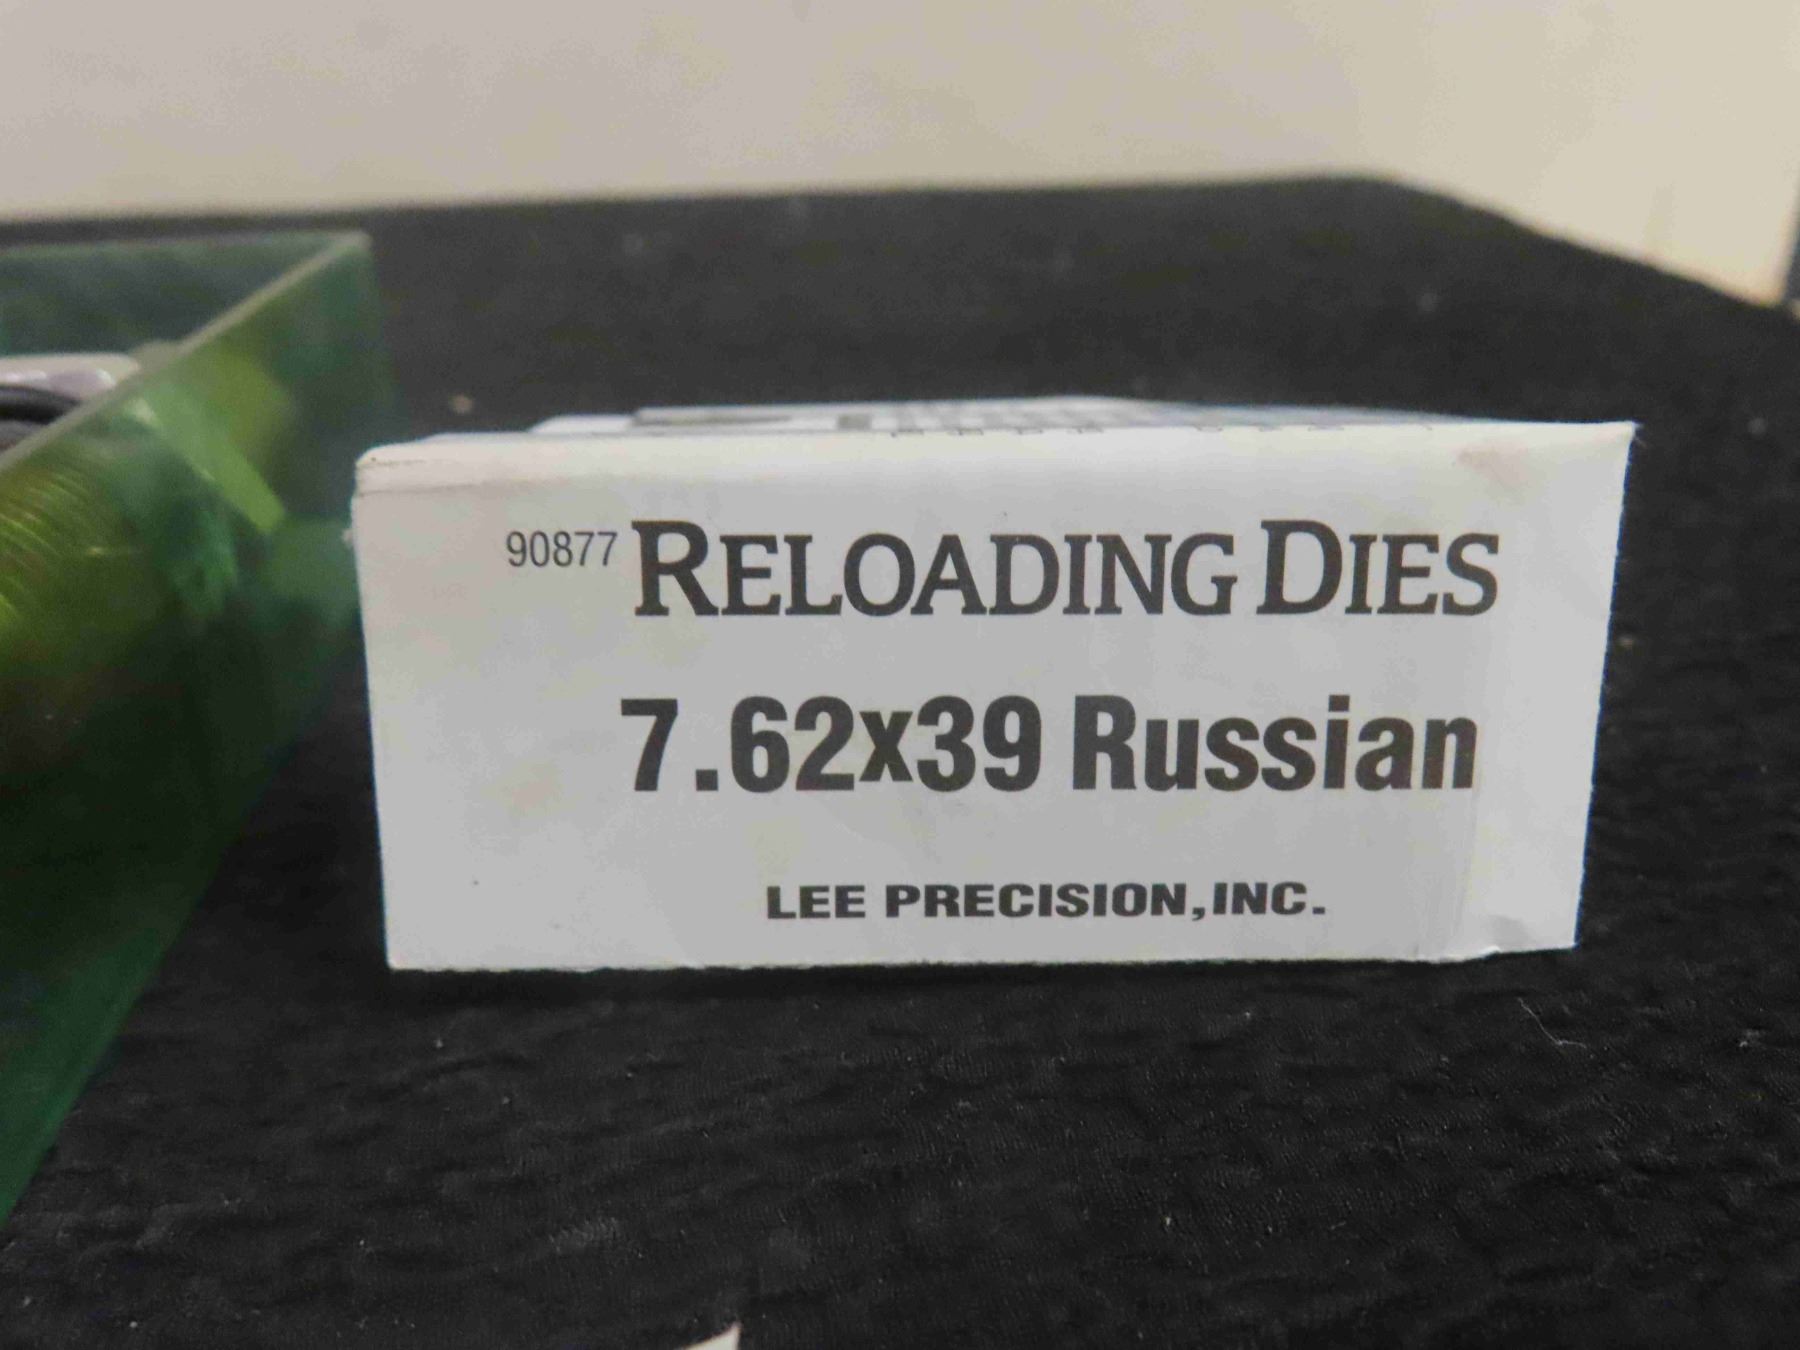 90877 RELOADING DIES
7.62x39 Russian
LEE PRECISION, INC.